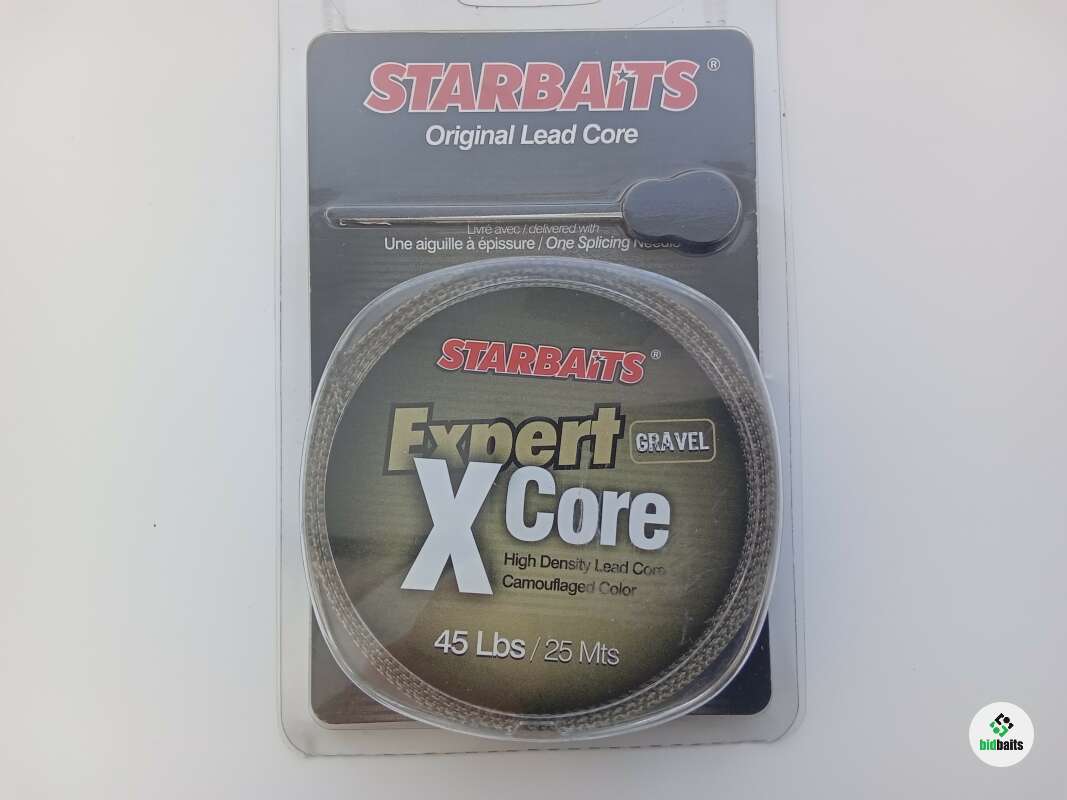 STARBAITS®
Original Lead Core
Livré avec / delivered with
Une aiguille à épissure / One Splicing Needle
STARBAITS®
Expert
GRAVEL
X Core
High Density Lead Core
Camouflaged Color
45 Lbs / 25 Mts
bidbaits